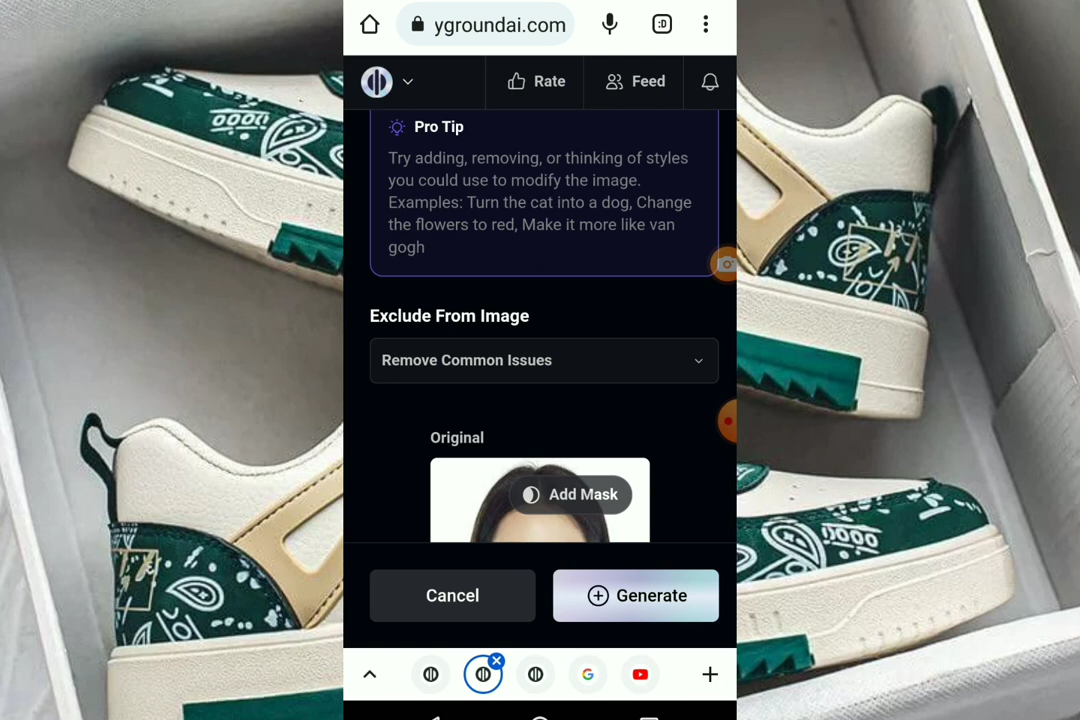 ygroundai.com
:D
Rate
Feed
Pro Tip
Try adding, removing, or thinking of styles
you could use to modify the image.
Examples: Turn the cat into a dog, Change
the flowers to red, Make it more like van
gogh
Exclude From Image
Remove Common Issues
Original
Add Mask
Cancel
Generate